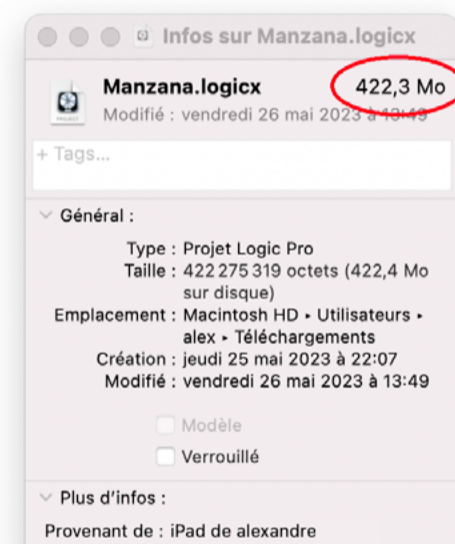 Infos sur Manzana.logicx
Manzana.logicx 422,3 Mo
Modifié : vendredi 26 mai 2023 à 13:49
+ Tags...
Général :
Type : Projet Logic Pro
Taille : 422 275 319 octets (422,4 Mo
sur disque)
Emplacement : Macintosh HD ▸ Utilisateurs ▸
alex ▸ Téléchargements
Création : jeudi 25 mai 2023 à 22:07
Modifié : vendredi 26 mai 2023 à 13:49
Modèle
Verrouillé
Plus d’infos :
Provenant de : iPad de alexandre